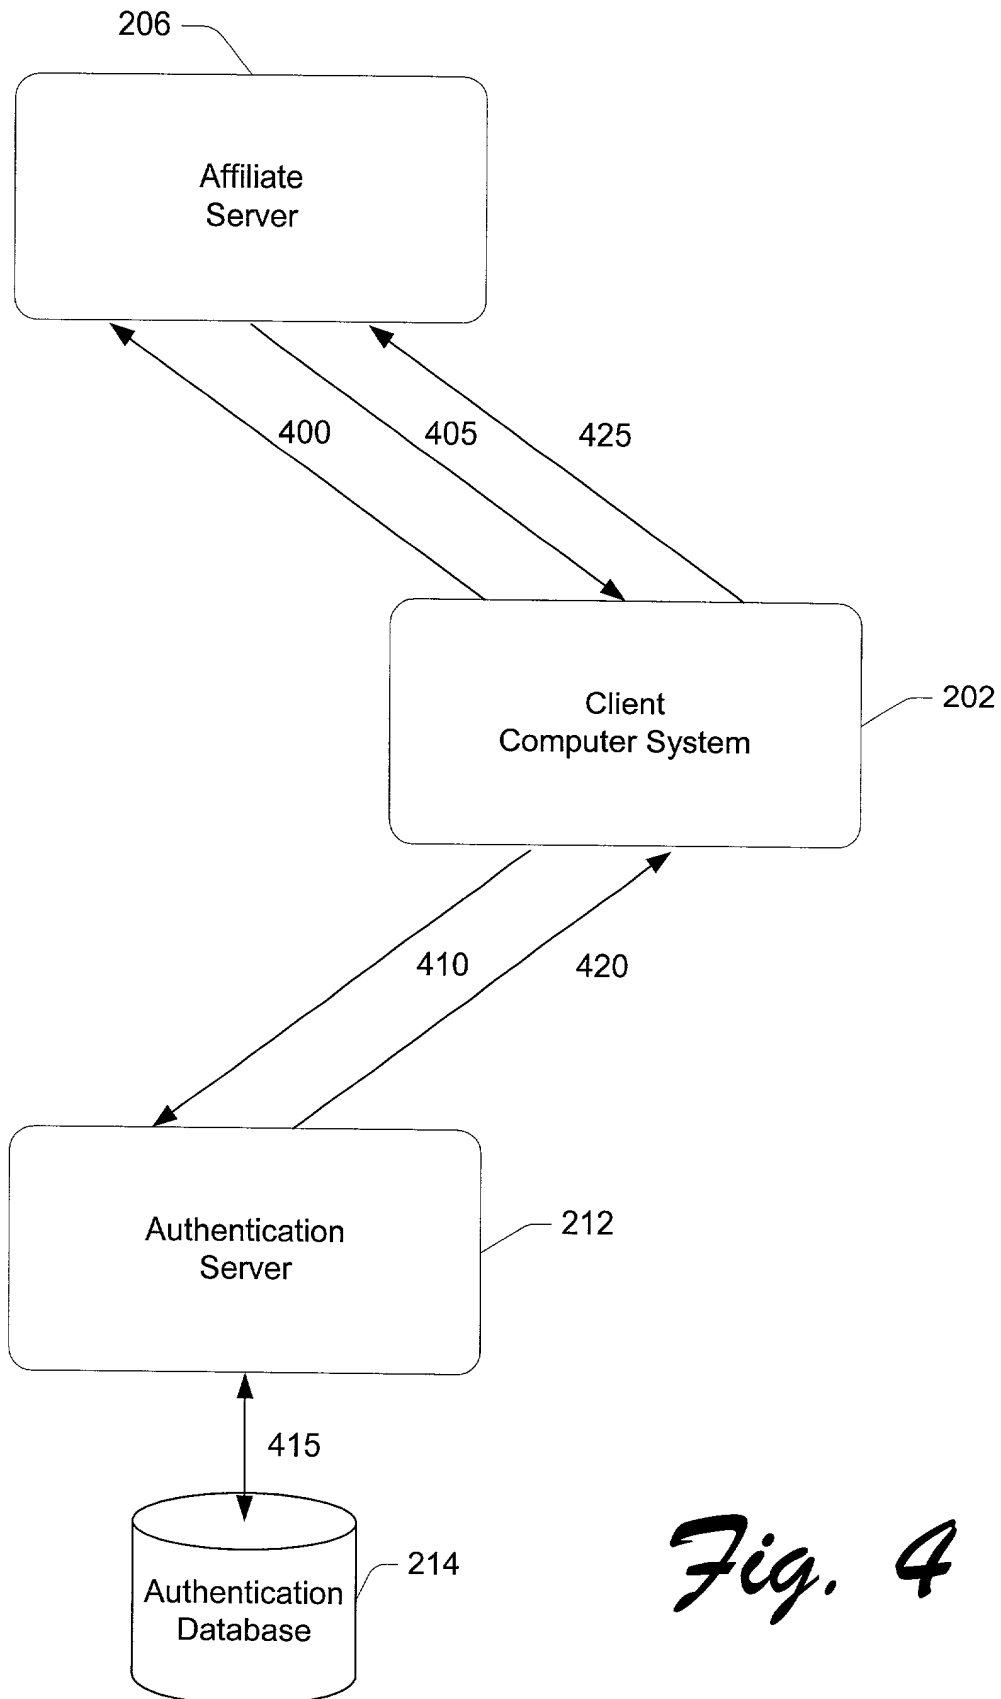 206
Affiliate
Server
400
405
425
Client
Computer System
202
410
420
Authentication
Server
212
415
Authentication
Database
214
Fig. 4